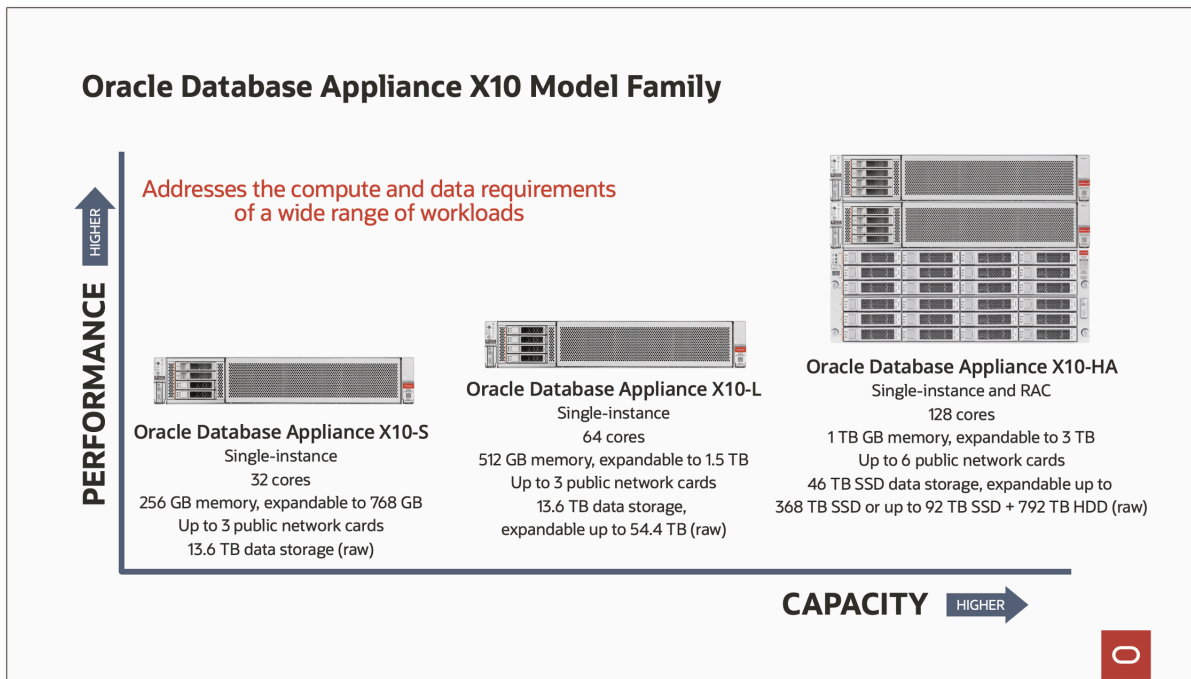 Oracle Database Appliance X10 Model Family
Addresses the compute and data requirements
of a wide range of workloads
HIGHER
PERFORMANCE
Oracle Database Appliance X10-S
Single-instance
32 cores
256 GB memory, expandable to 768 GB
Up to 3 public network cards
13.6 TB data storage (raw)
Oracle Database Appliance X10-L
Single-instance
64 cores
512 GB memory, expandable to 1.5 TB
Up to 3 public network cards
13.6 TB data storage,
expandable up to 54.4 TB (raw)
Oracle Database Appliance X10-HA
Single-instance and RAC
128 cores
1 TB GB memory, expandable to 3 TB
Up to 6 public network cards
46 TB SSD data storage, expandable up to
368 TB SSD or up to 92 TB SSD + 792 TB HDD (raw)
CAPACITY
HIGHER